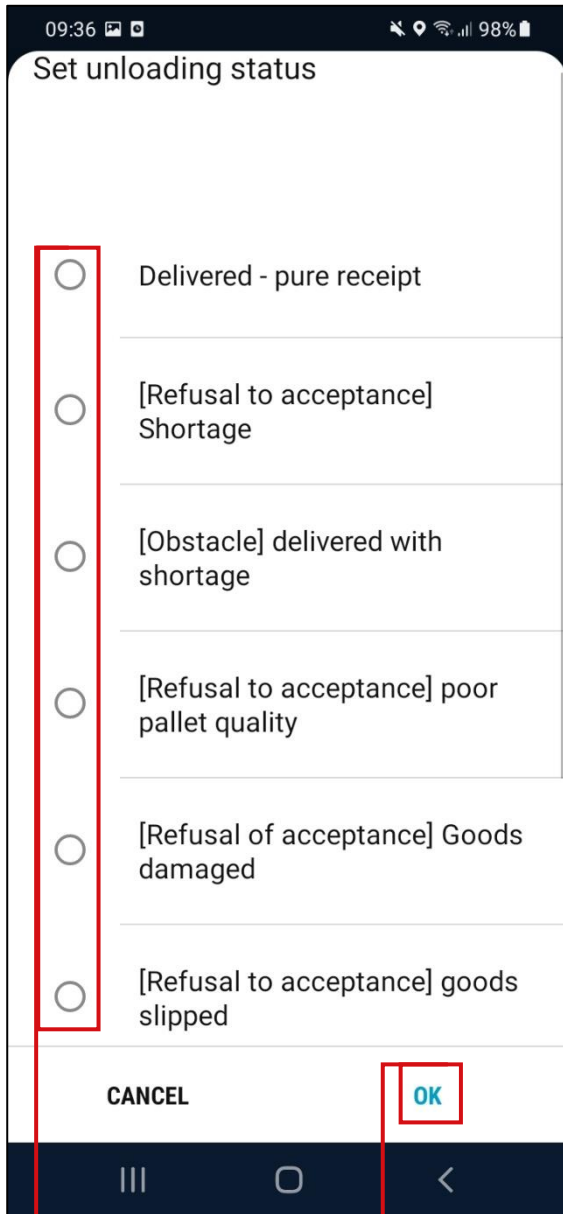 09:36 98%
Set unloading status
Delivered - pure receipt
[Refusal to acceptance]
Shortage
[Obstacle] delivered with
shortage
[Refusal to acceptance] poor
pallet quality
[Refusal of acceptance] Goods
damaged
[Refusal to acceptance] goods
slipped
CANCEL OK